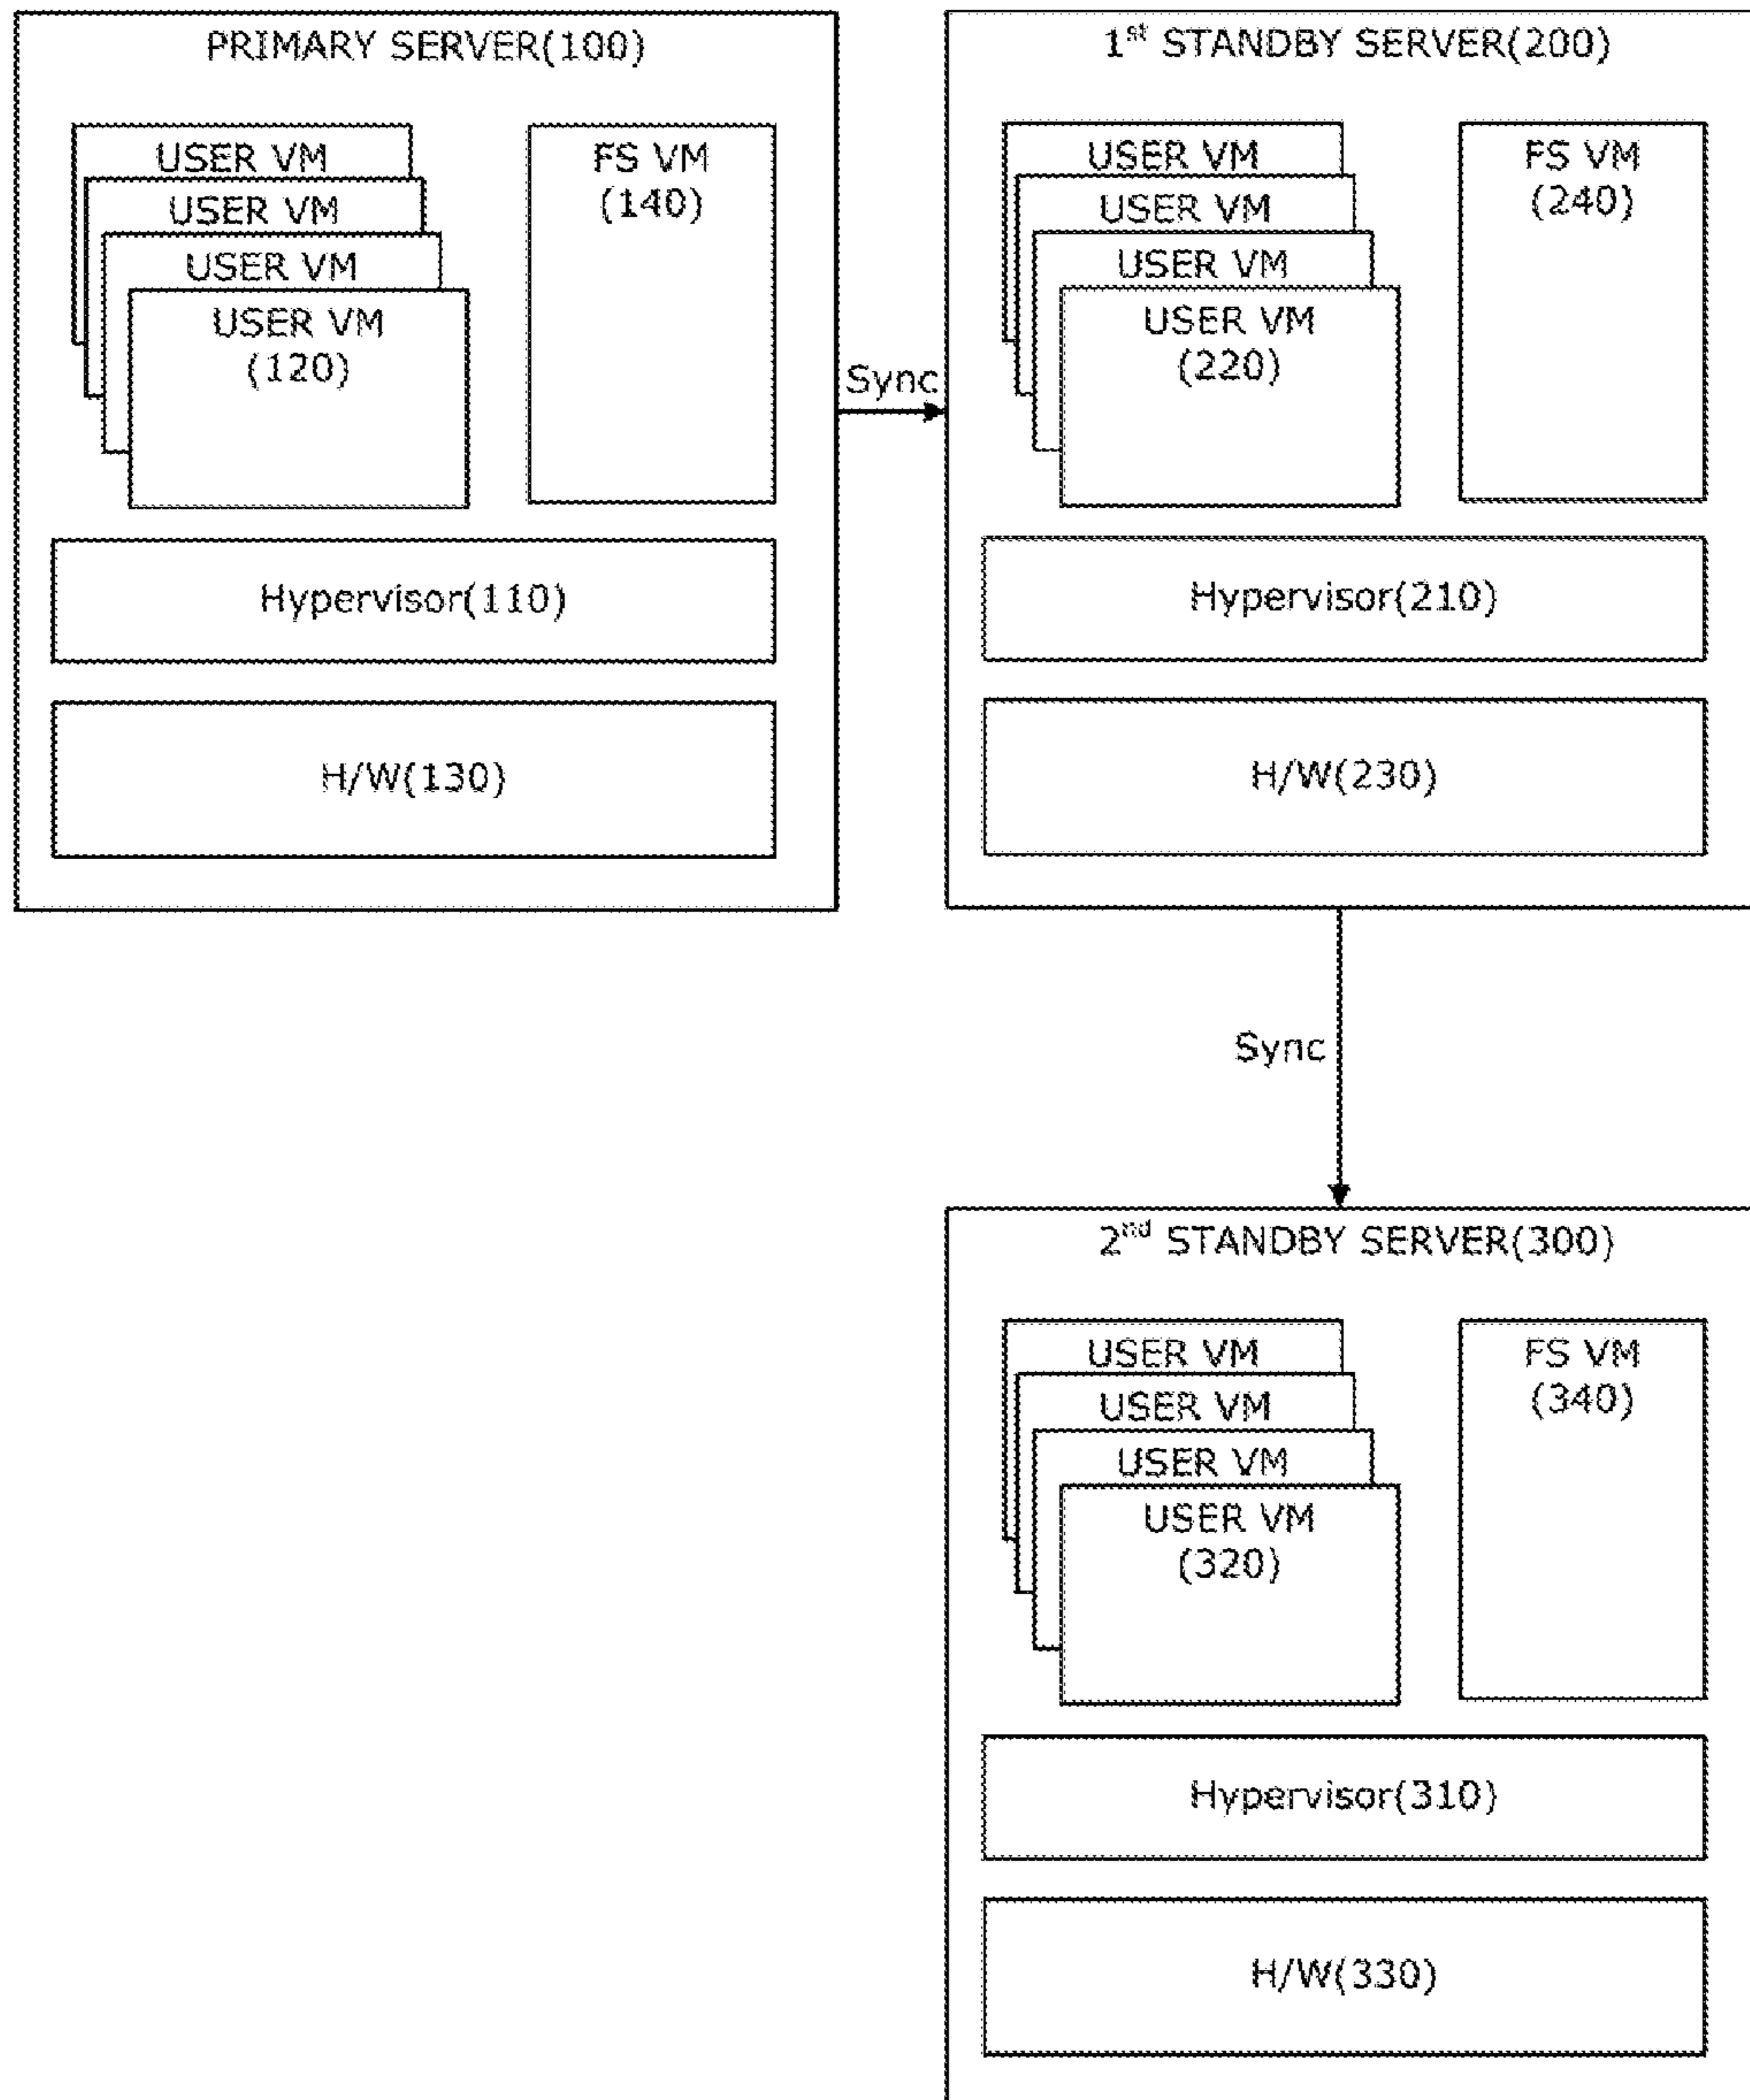 PRIMARY SERVER(100)
USER VM
USER VM
USER VM
USER VM
(120)
FS VM
(140)
Hypervisor(110)
H/W(130)
Sync
1st STANDBY SERVER(200)
USER VM
USER VM
USER VM
USER VM
(220)
FS VM
(240)
Hypervisor(210)
H/W(230)
Sync
2nd STANDBY SERVER(300)
USER VM
USER VM
USER VM
USER VM
(320)
FS VM
(340)
Hypervisor(310)
H/W(330)